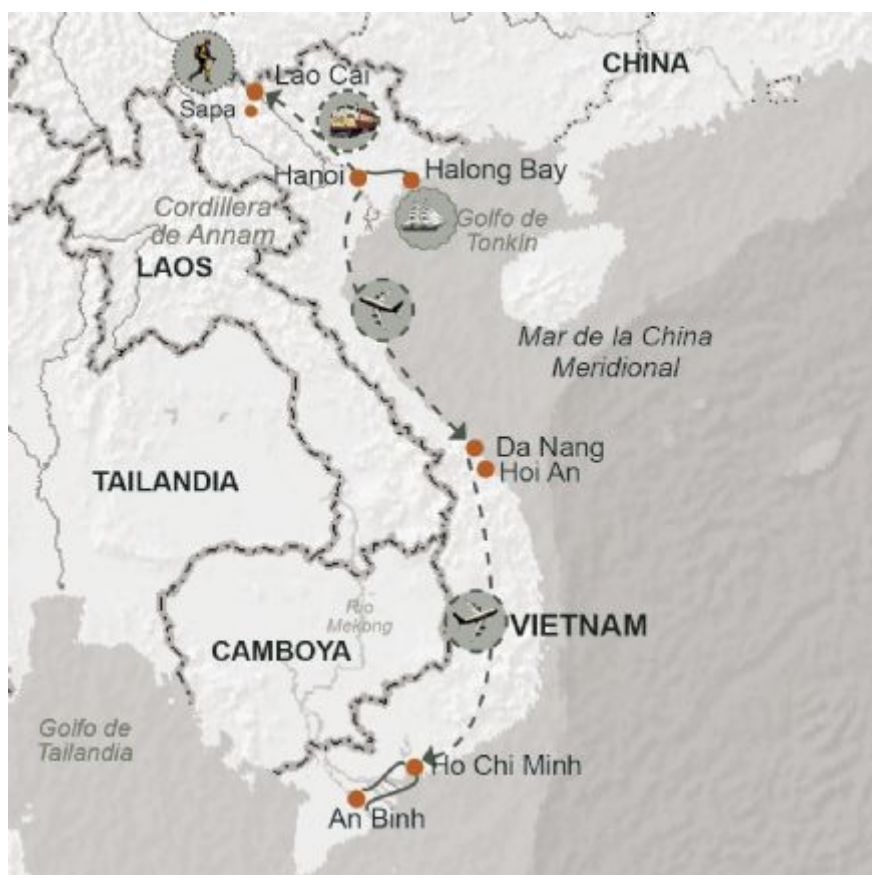 CHINA
Lao Cai
Sapa
Hanoi
Halong Bay
Cordillera
de Annam
Golfo de
Tonkin
LAOS
Mar de la China
Meridional
Da Nang
Hoi An
TAILANDIA
Rio
Mekong
VIETNAM
CAMBOYA
Golfo de
Tailandia
Ho Chi Minh
An Binh